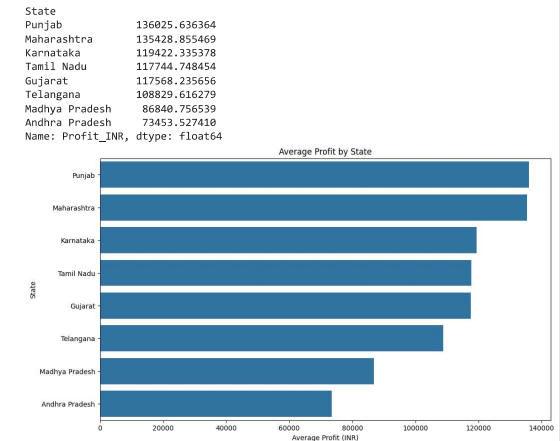 State
Punjab 136025.636364
Maharashtra 135428.855469
Karnataka 119422.335378
Tamil Nadu 117744.748454
Gujarat 117568.235656
Telangana 108829.616279
Madhya Pradesh 86840.756539
Andhra Pradesh 73453.527410
Name: Profit_INR, dtype: float64
Average Profit by State
State
Punjab
Maharashtra
Karnataka
Tamil Nadu
Gujarat
Telangana
Madhya Pradesh
Andhra Pradesh
0 20000 40000 60000 80000 100000 120000 140000
Average Profit (INR)